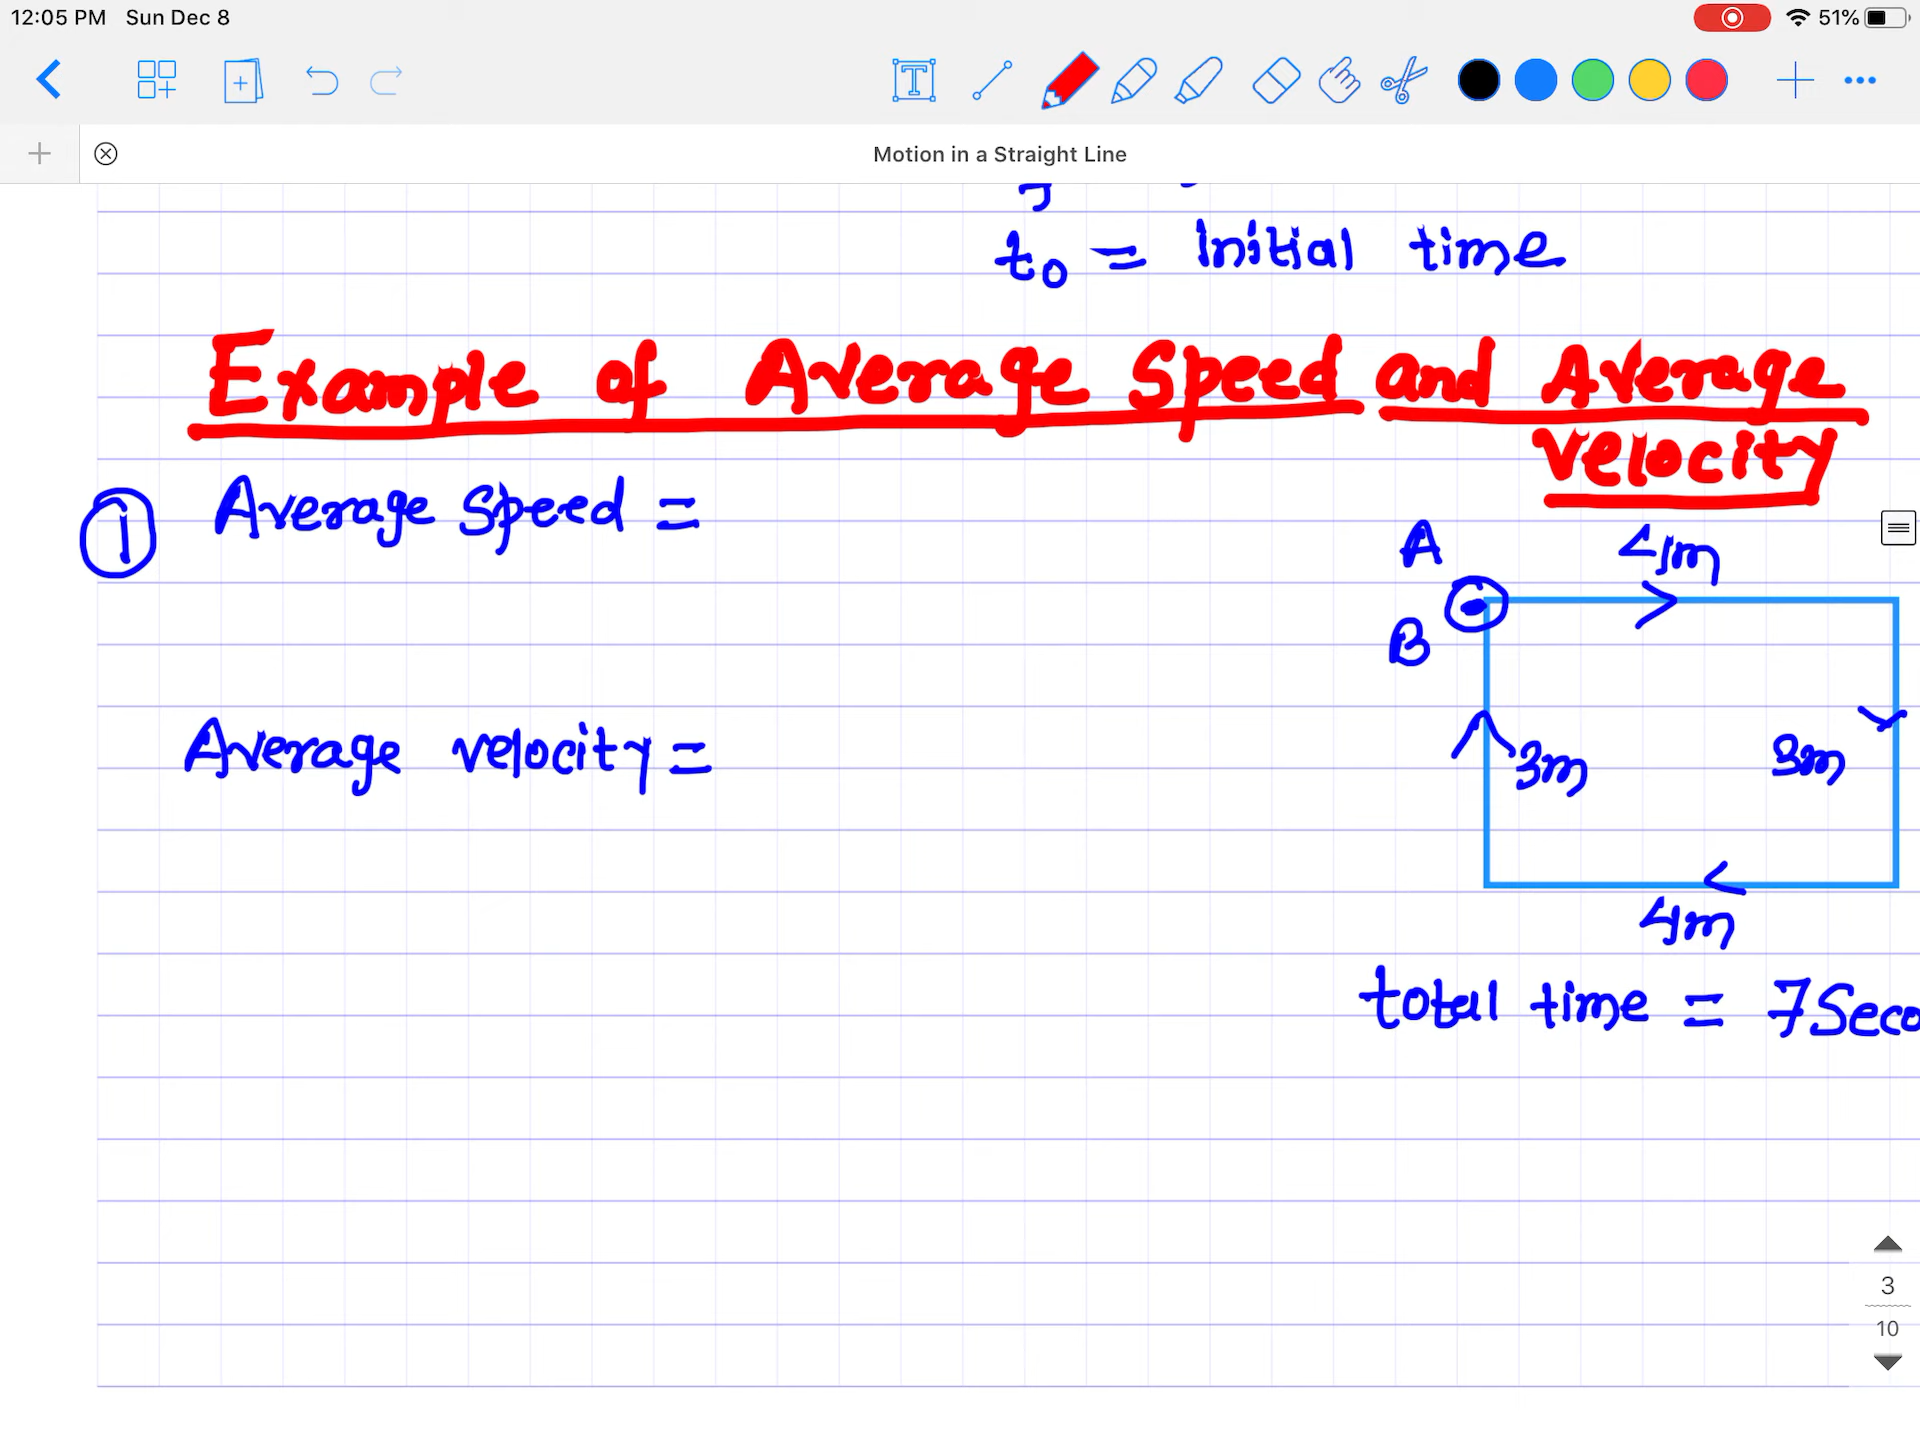 12:05 PM Sun Dec 8
51%
T
Motion in a Straight Line
t0 = Initial time
Example of Average Speed and Average
velocity
1 Average Speed =
A
4m
B
Average velocity =
3m
3m
4m
total time = 7Seco
3
10